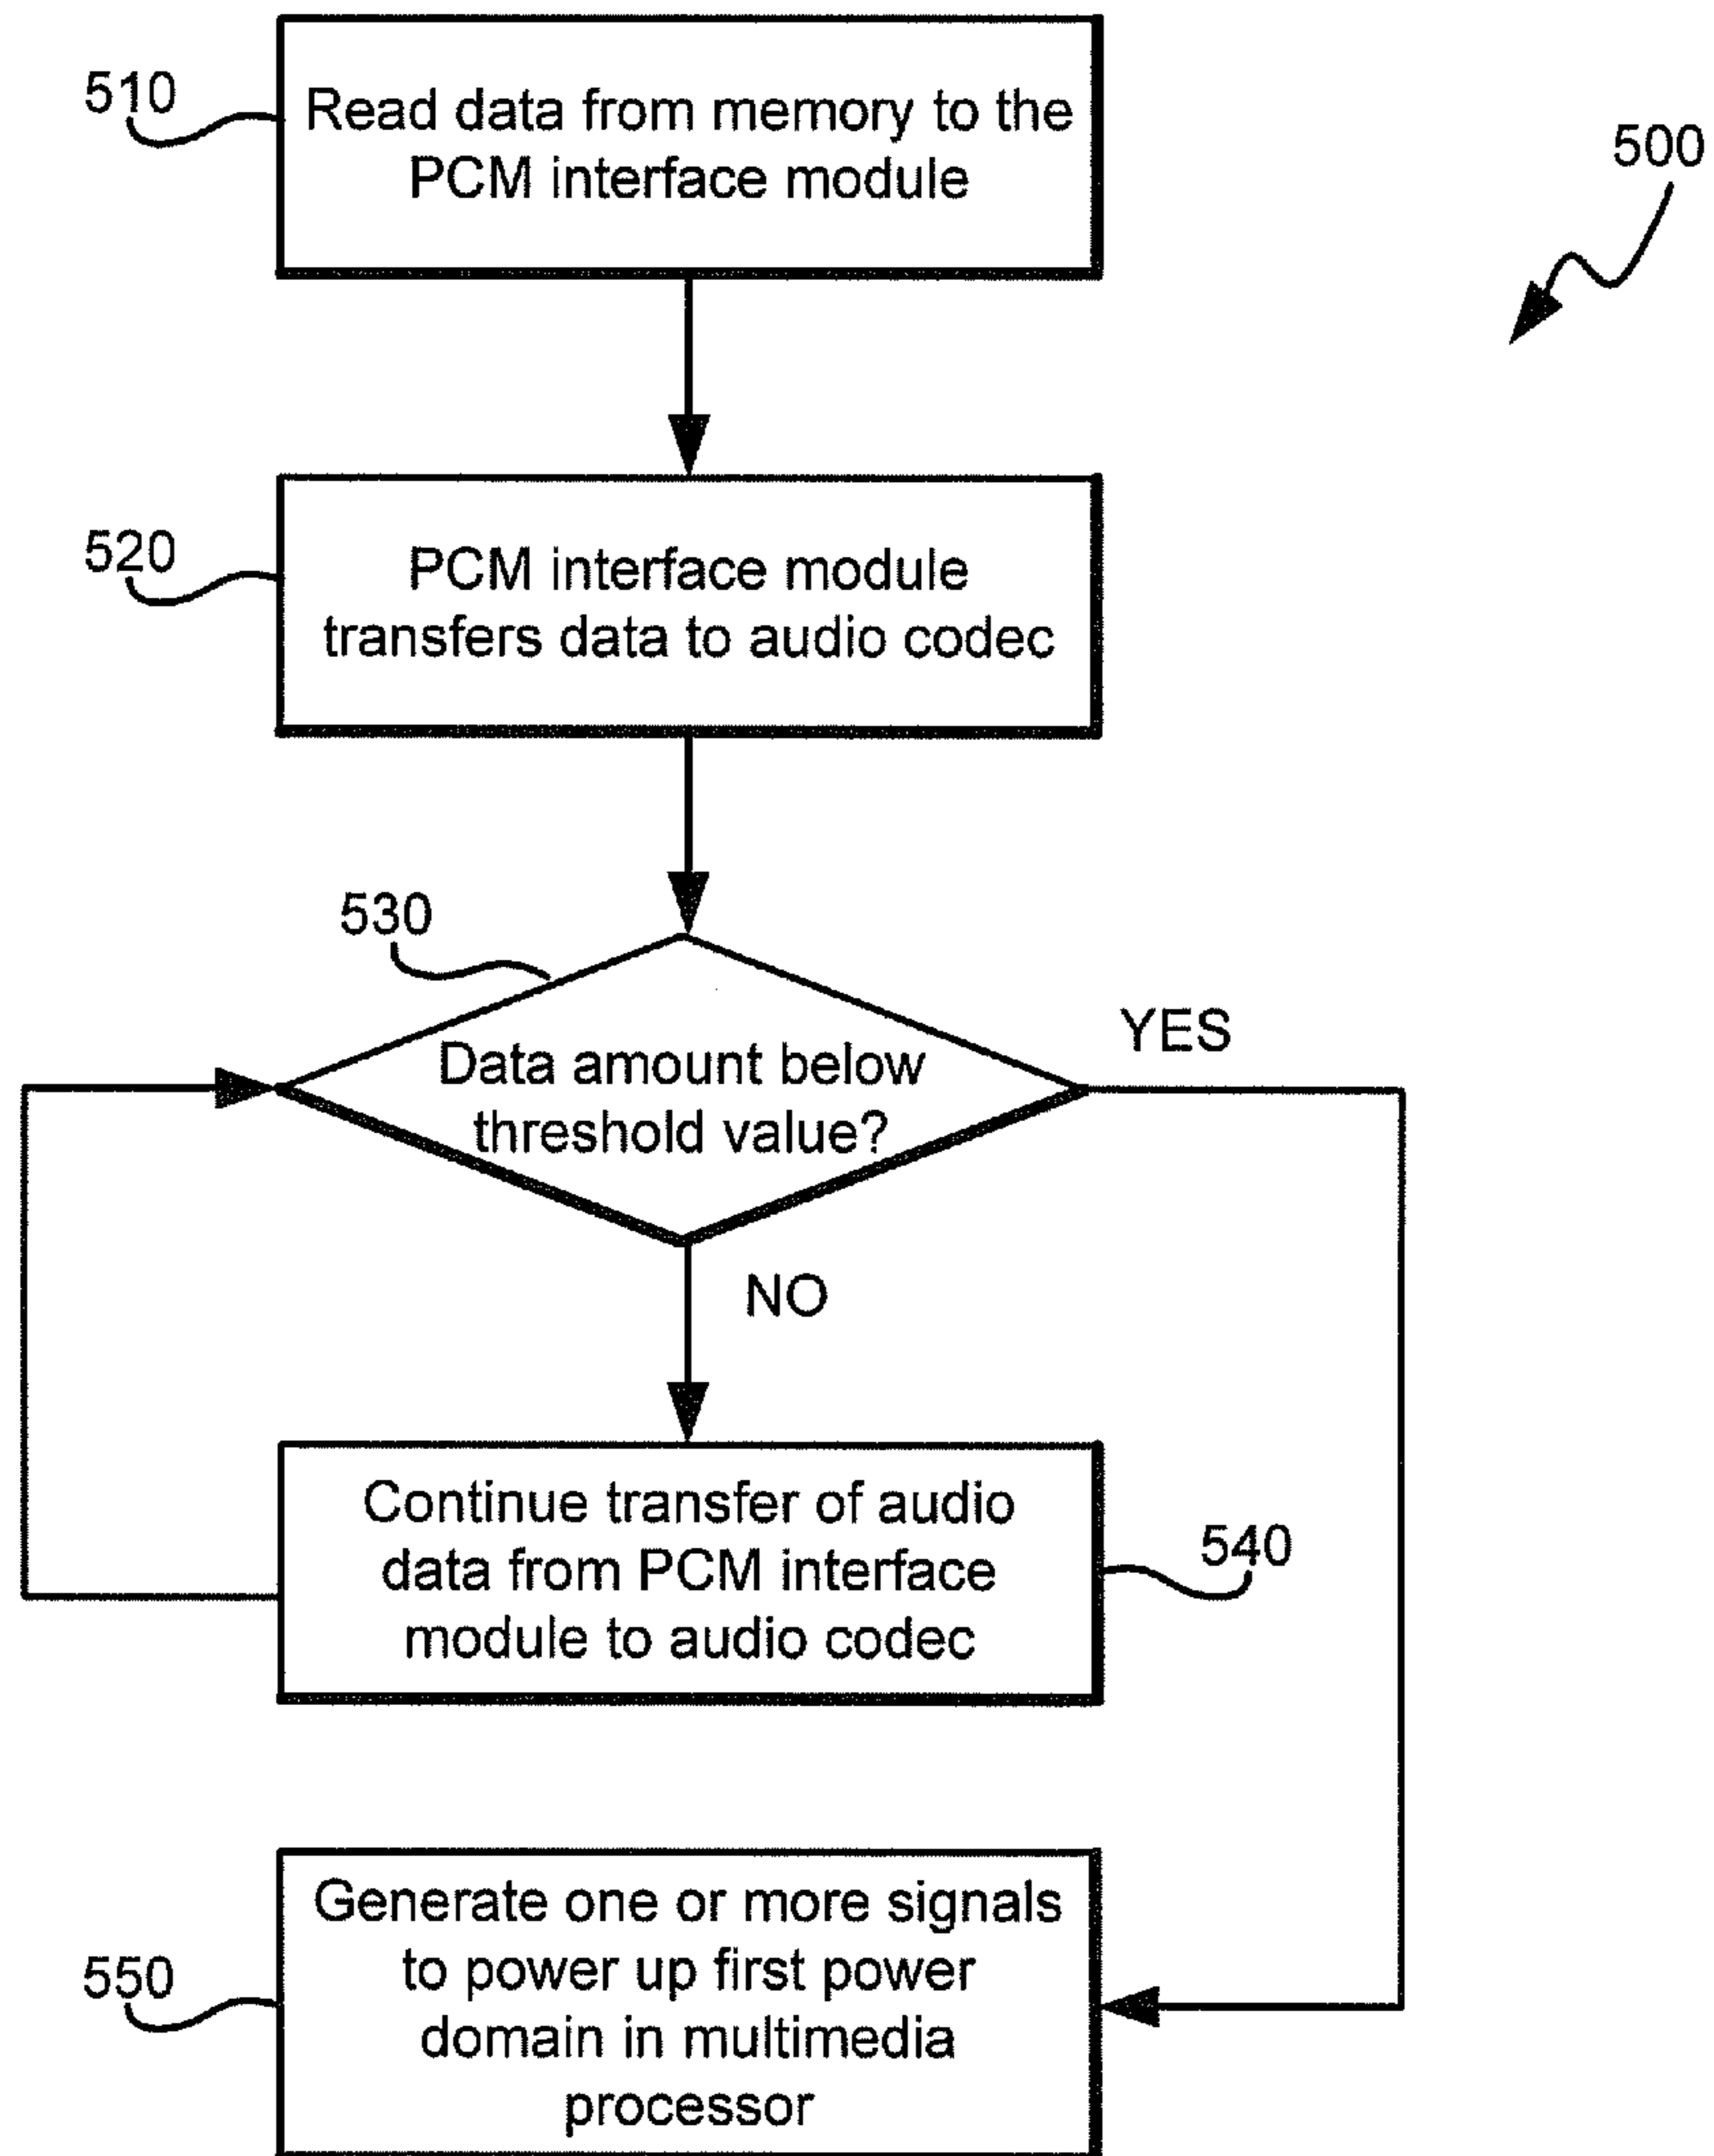 510
Read data from memory to the
PCM interface module
500
520
PCM interface module
transfers data to audio codec
530
Data amount below
threshold value?
YES
NO
Continue transfer of audio
data from PCM interface
module to audio codec
540
550
Generate one or more signals
to power up first power
domain in multimedia
processor